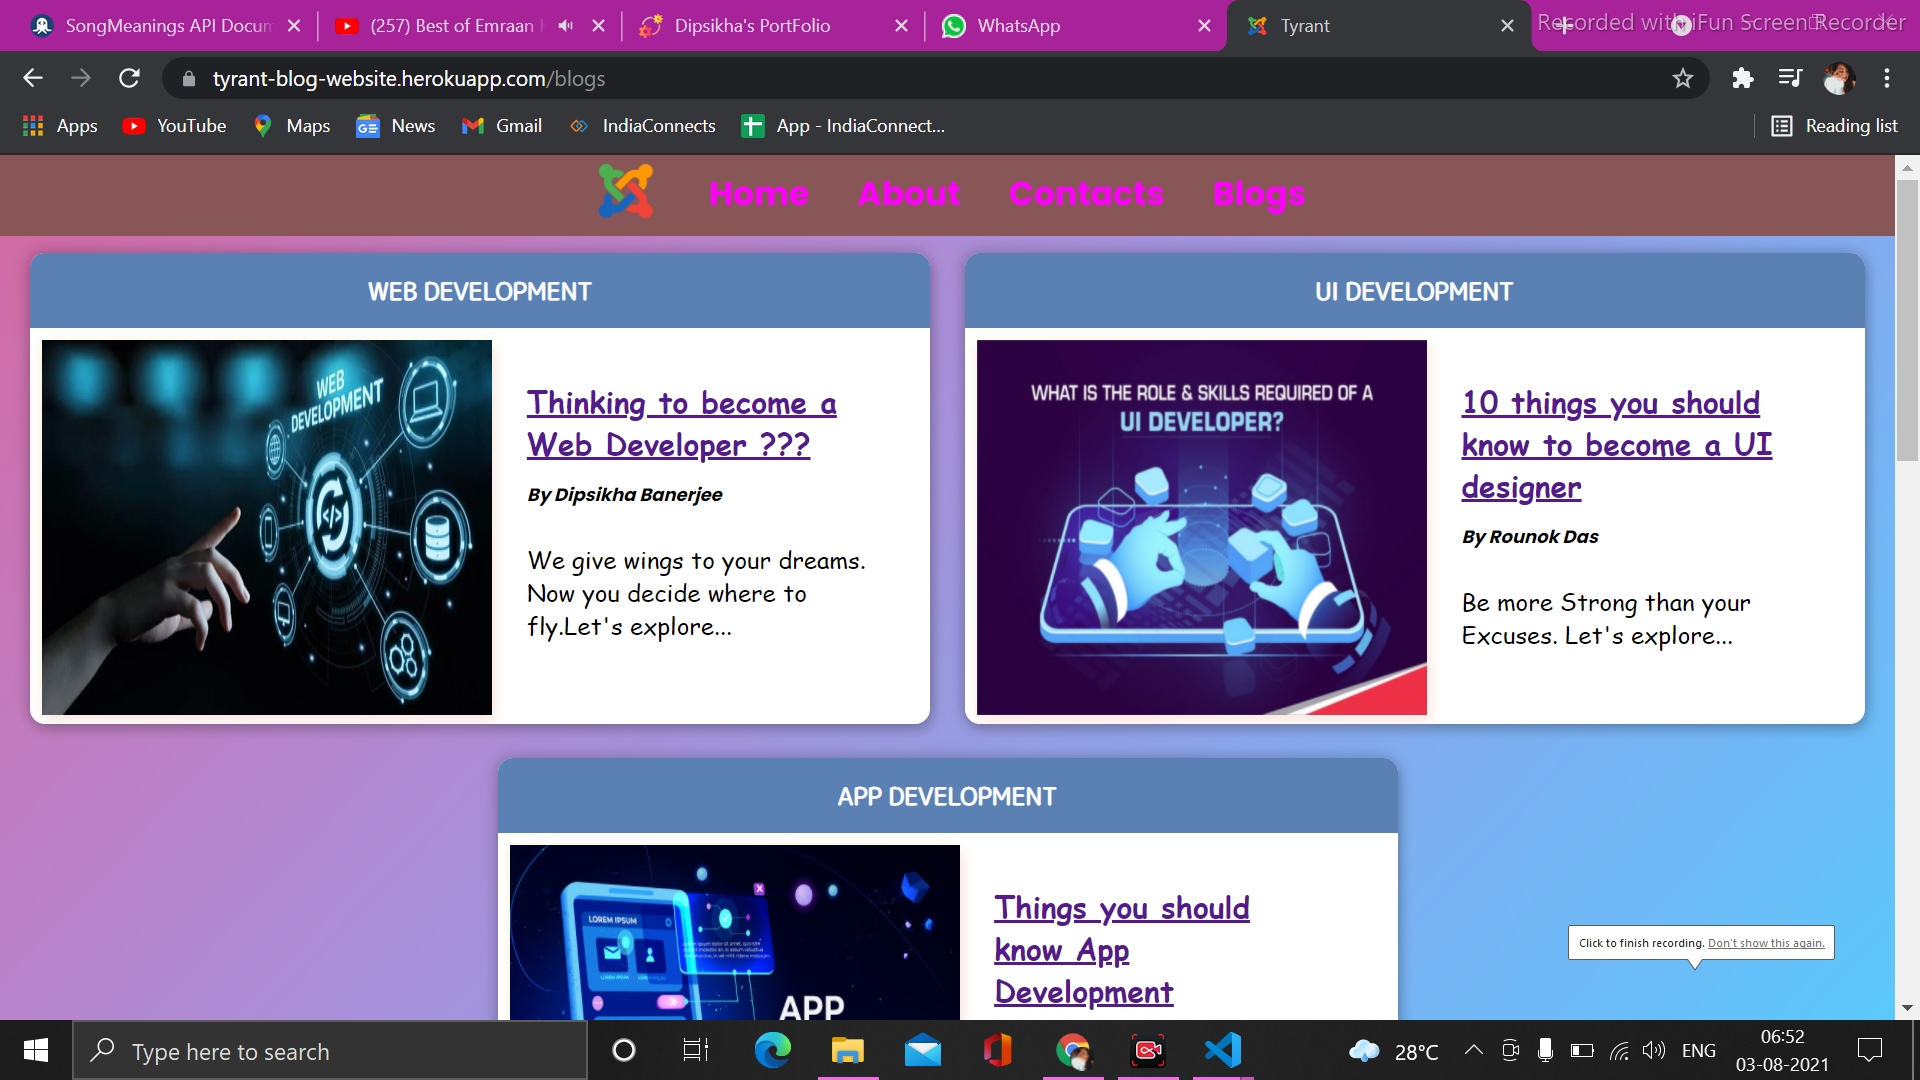 SongMeanings API Docum
(257) Best of Emraan
Dipsikha's PortFolio
WhatsApp
Tyrant
Recorded with iFun Screen Recorder
tyrant-blog-website.herokuapp.com/blogs
Apps
YouTube
Maps
News
Gmail
IndiaConnects
App - IndiaConnect...
Reading list
Home
About
Contacts
Blogs
WEB DEVELOPMENT
WEB
DEVELOPMENT
Thinking to become a
Web Developer ???
By Dipsikha Banerjee
We give wings to your dreams.
Now you decide where to
fly.Let's explore...
UI DEVELOPMENT
WHAT IS THE ROLE & SKILLS REQUIRED OF A
UI DEVELOPER?
10 things you should
know to become a UI
designer
By Rounok Das
Be more Strong than your
Excuses. Let's explore...
APP DEVELOPMENT
LOREM IPSUM
APP
Things you should
know App
Development
Click to finish recording. Don't show this again.
Type here to search
28°C
ENG
06:52
03-08-2021